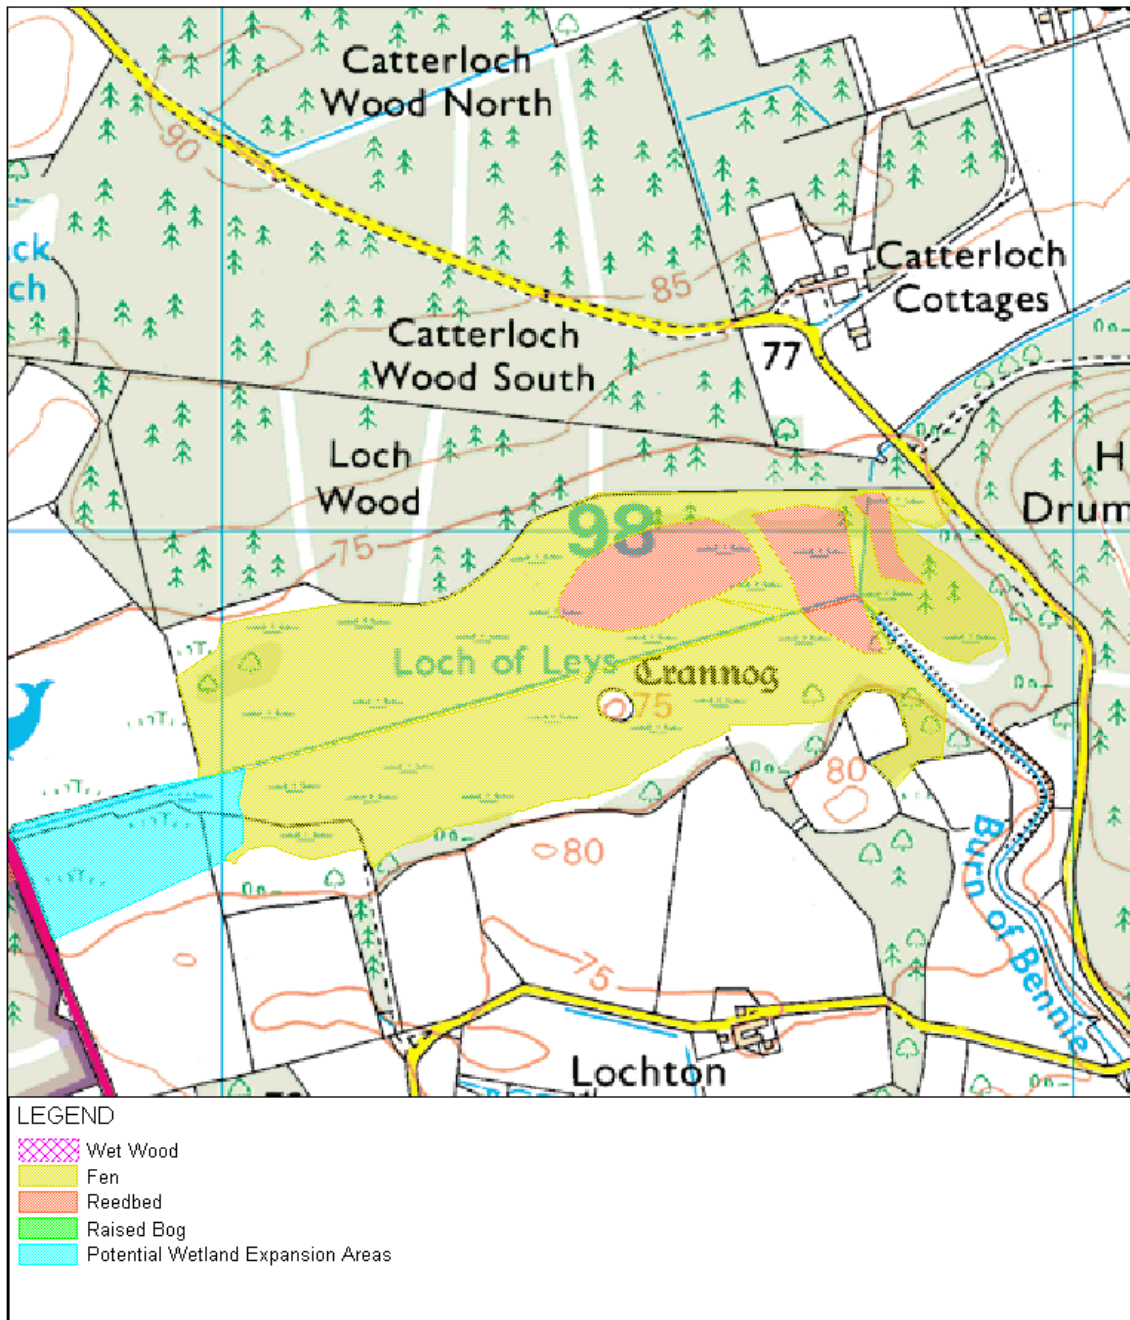 Catterloch
Wood North
90
ck
ch
85
Catterloch
Cottages
Catterloch
Wood South
77
Loch
Wood
H
Drum
98
75
Loch of Leys
Crannog
75
80
80
Burn of Bennie
75
Lochton
LEGEND
Wet Wood
Fen
Reedbed
Raised Bog
Potential Wetland Expansion Areas